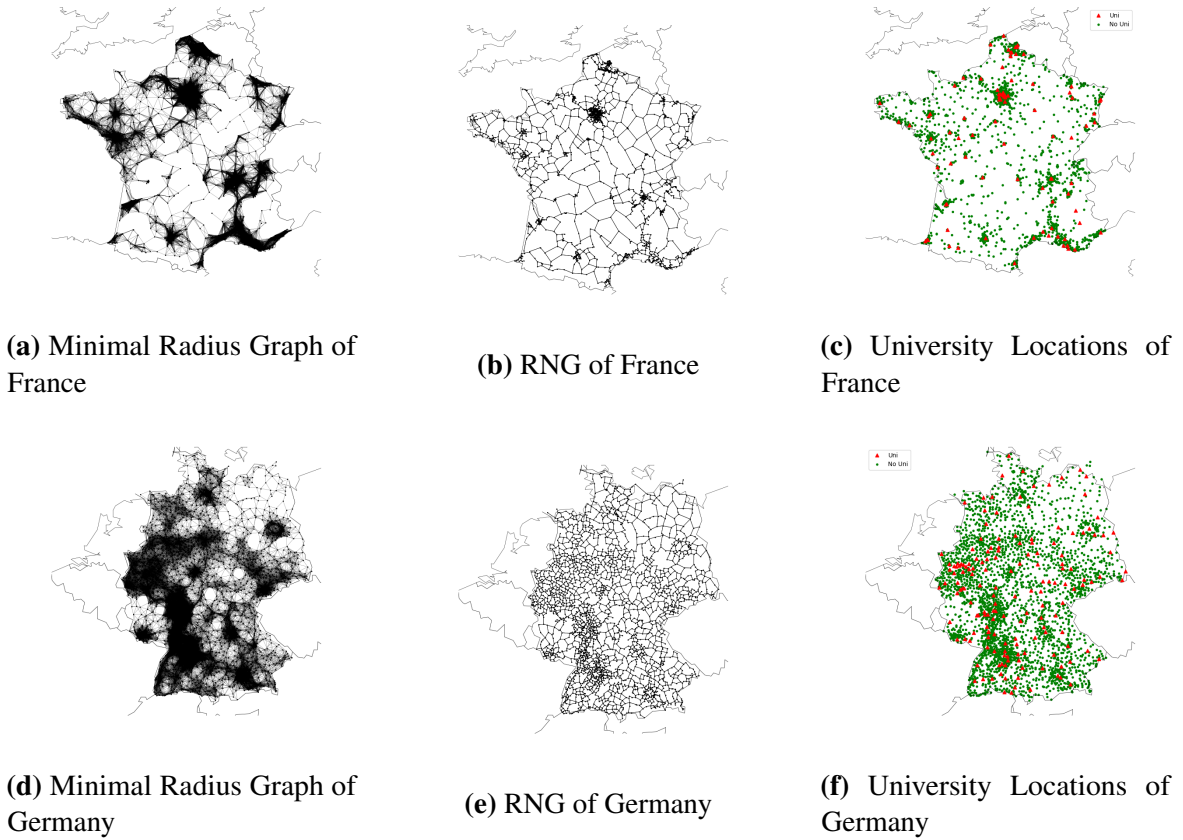 Uni
No Uni
(a) Minimal Radius Graph of
France
(b) RNG of France
(c) University Locations of
France
Uni
No Uni
(d) Minimal Radius Graph of
Germany
(e) RNG of Germany
(f) University Locations of
Germany